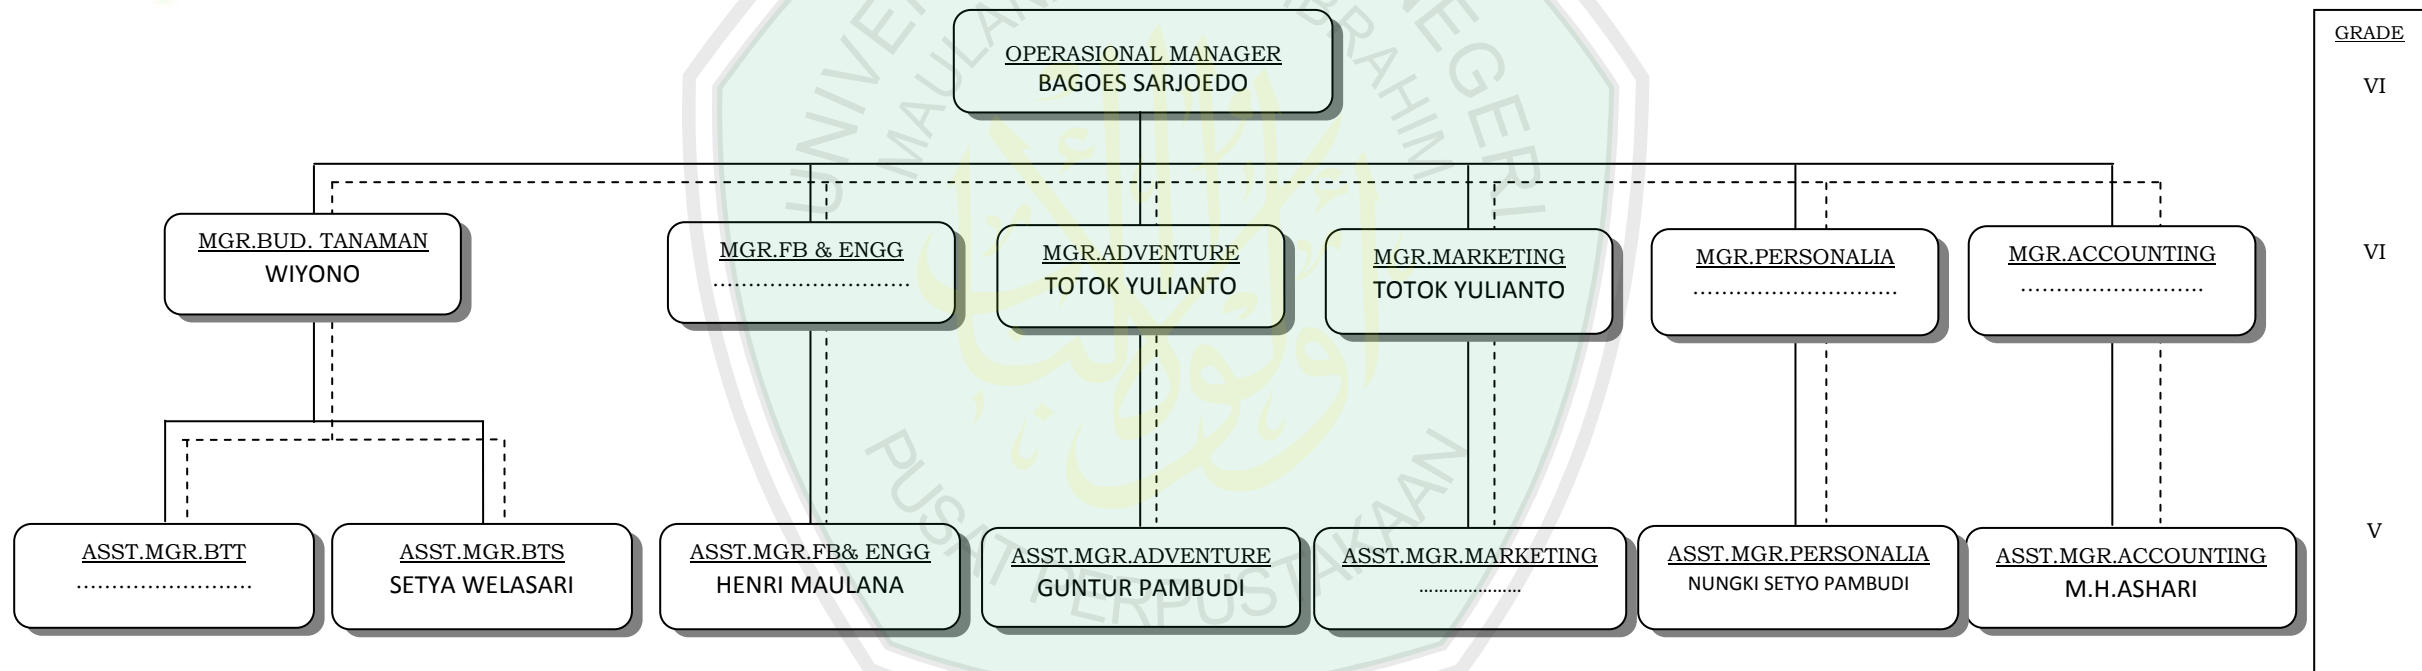 OPERASIONAL MANAGER
BAGOES SARJOEDO
GRADE
VI
MGR.BUD. TANAMAN
WIYONO
MGR.FB & ENGG
............................
MGR.ADVENTURE
TOTOK YULIANTO
MGR.MARKETING
TOTOK YULIANTO
MGR.PERSONALIA
.............................
MGR.ACCOUNTING
..........................
VI
ASST.MGR.BTT
.........................
ASST.MGR.BTS
SETYA WELASARI
ASST.MGR.FB& ENGG
HENRI MAULANA
ASST.MGR.ADVENTURE
GUNTUR PAMBUDI
ASST.MGR.MARKETING
.....................
ASST.MGR.PERSONALIA
NUNGKI SETYO PAMBUDI
ASST.MGR.ACCOUNTING
M.H.ASHARI
V
PUSAT PERPUSTAKAAN